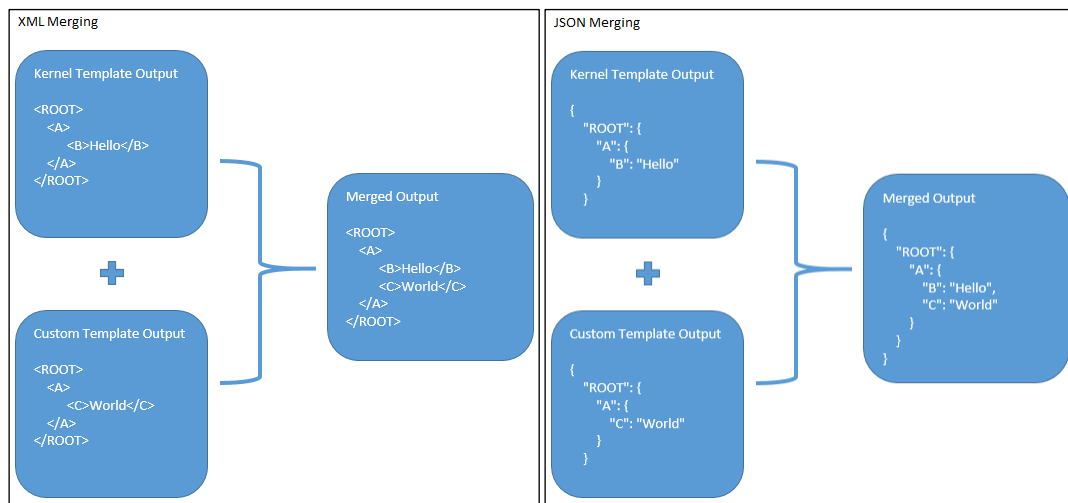 XML Merging
Kernel Template Output
<ROOT>
<A>
<B>Hello</B>
</A>
</ROOT>
Custom Template Output
<ROOT>
<A>
<C>World</C>
</A>
</ROOT>
Merged Output
<ROOT>
<A>
<B>Hello</B>
<C>World</C>
</A>
</ROOT>
JSON Merging
Kernel Template Output
{
"ROOT": {
"A": {
"B": "Hello"
}
}
Custom Template Output
{
"ROOT": {
"A": {
"C": "World"
}
}
Merged Output
{
"ROOT": {
"A": {
"B": "Hello",
"C": "World"
}
}
}